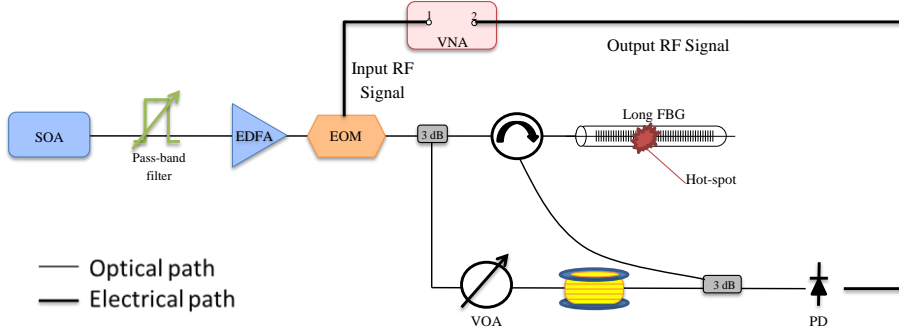 1
2
VNA
Output RF Signal
Input RF
Signal
Long FBG
SOA
EDFA
EOM
3 dB
Pass-band
filter
Hot-spot
Optical path
Electrical path
3 dB
VOA
PD